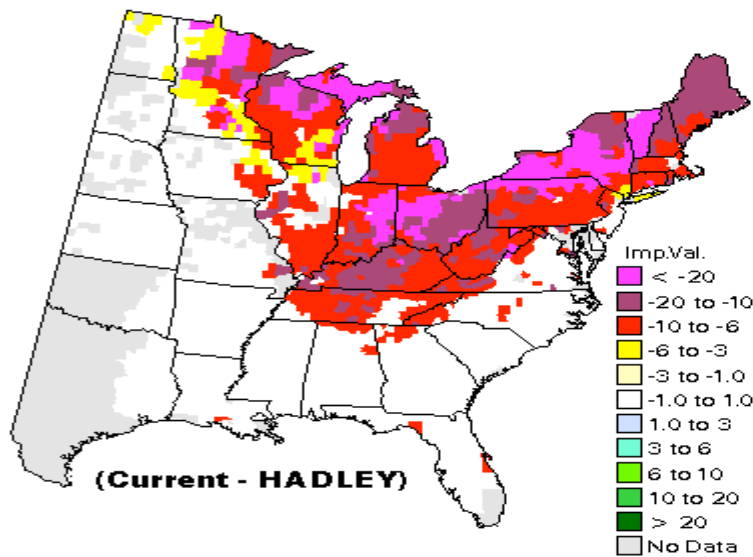 Imp.Val.
< -20
-20 to -10
-10 to -6
-6 to -3
-3 to -1.0
-1.0 to 1.0
1.0 to 3
3 to 6
6 to 10
10 to 20
> 20
No Data
(Current - HADLEY)